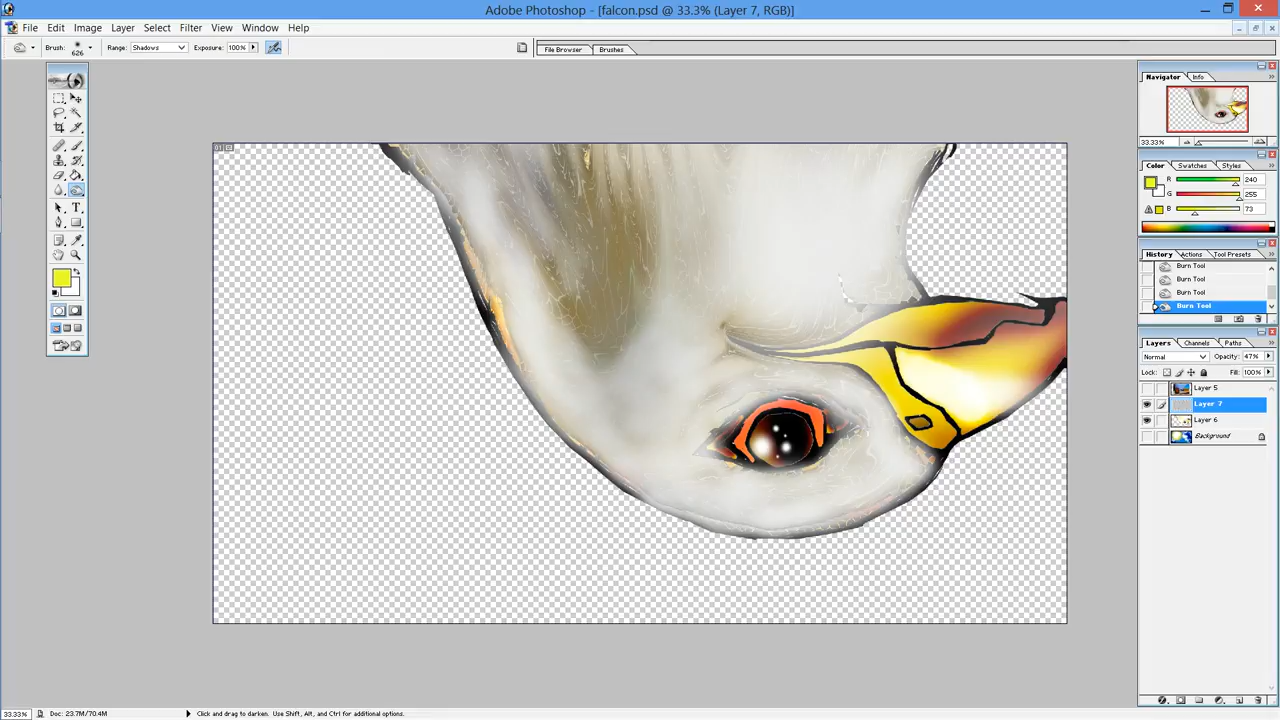 Adobe Photoshop - [falcon.psd @ 33.3% (Layer 7, RGB)]
File Edit Image Layer Select Filter View Window Help
Brush: 626 Range: Shadows Exposure: 100% File Browser Brushes
Navigator Info
33.33%
Color Swatches Styles
R 240
G 255
B 73
History Actions Tool Presets
Burn Tool
Burn Tool
Burn Tool
Burn Tool
Layers Channels Paths
Normal Opacity: 47%
Lock: Fill: 100%
Layer 5
Layer 7
Layer 6
Background
01
T
33.33% Doc: 23.7M/70.4M Click and drag to darken. Use Shift, Alt, and Ctrl for additional options.